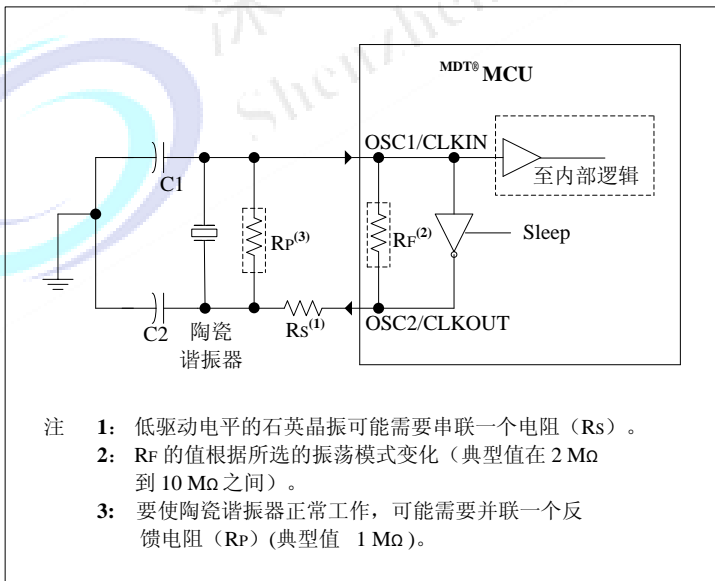 深
Shenzhen
MDT® MCU
OSC1/CLKIN
C1
至内部逻辑
RP(3)
RF(2)
Sleep
C2
陶瓷
谐振器
RS(1)
OSC2/CLKOUT
注 1: 低驱动电平的石英晶振可能需要串联一个电阻（RS）。
2: RF 的值根据所选的振荡模式变化（典型值在 2 MΩ
到 10 MΩ 之间）。
3: 要使陶瓷谐振器正常工作，可能需要并联一个反
馈电阻（RP）(典型值 1 MΩ )。